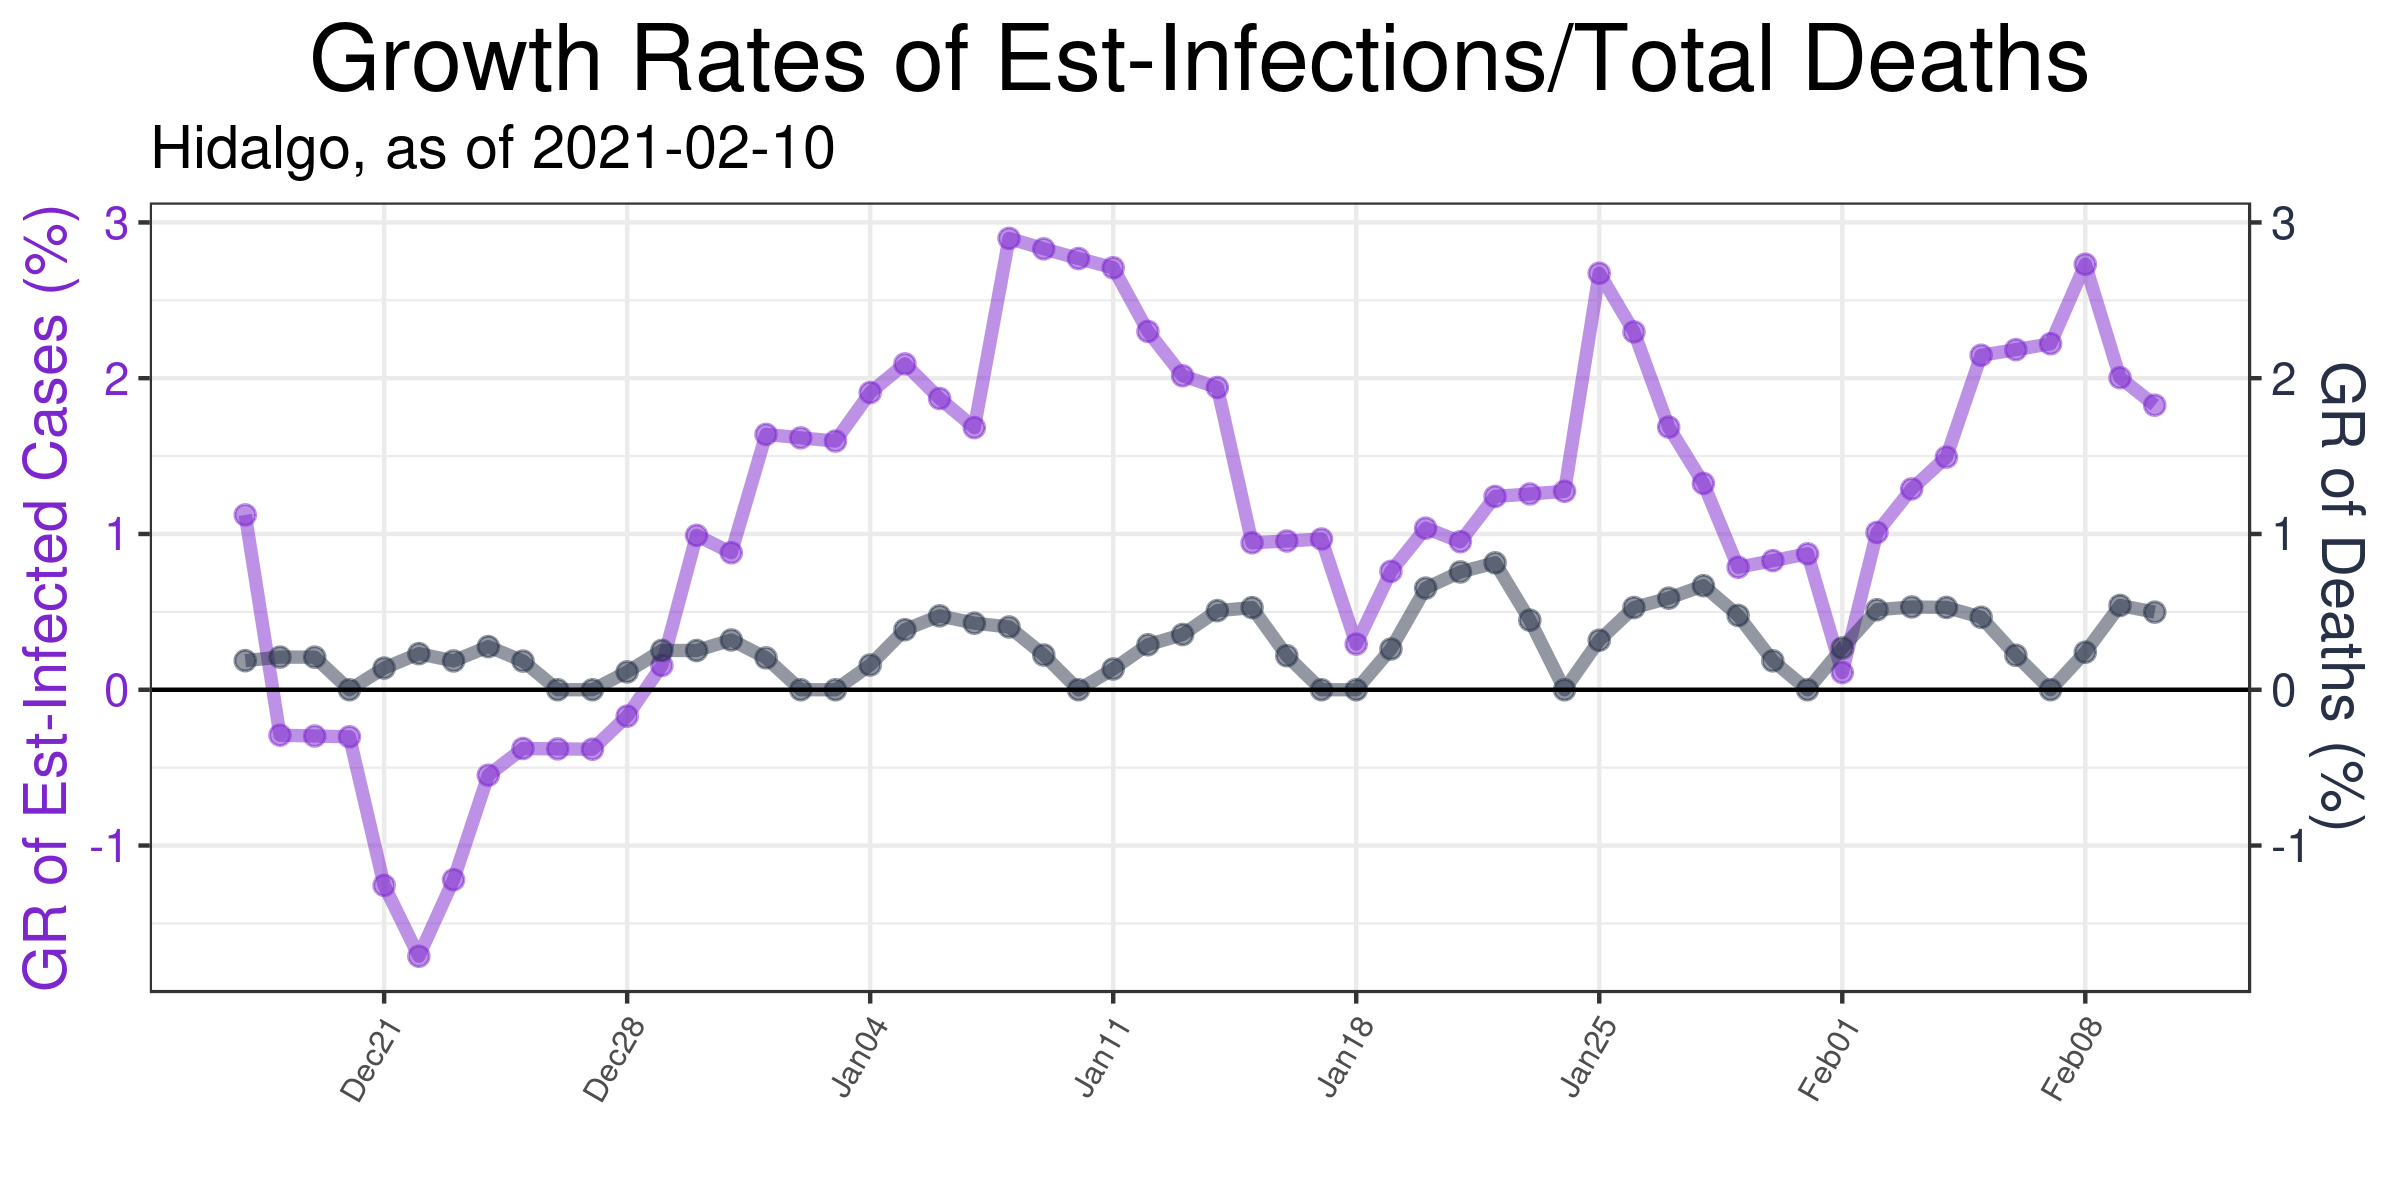 Growth Rates of Est-Infections/Total Deaths
Hidalgo, as of 2021-02-10
GR of Est-Infected Cases (%)
3
2
1
0
-1
3
2
1
0
-1
GR of Deaths (%)
Dec21
Dec28
Jan04
Jan11
Jan18
Jan25
Feb01
Feb08